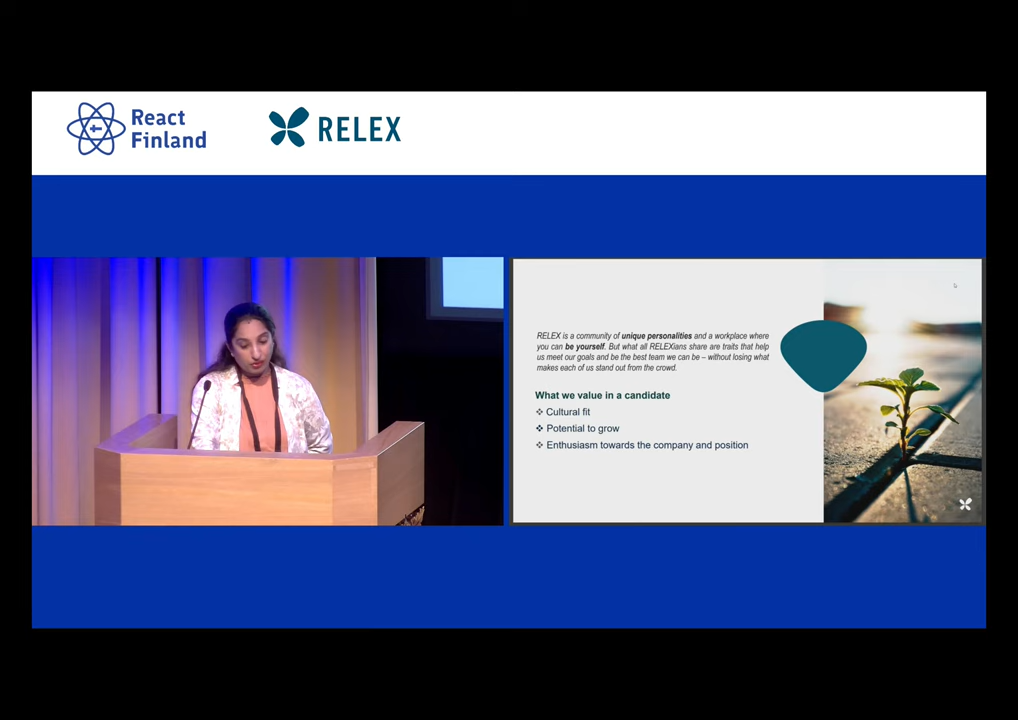 React
Finland
RELEX
RELEX is a community of unique personalities and a workplace where
you can be yourself. But what all RELEXians share are traits that help
us meet our goals and be the best team we can be – without losing what
makes each of us stand out from the crowd.
What we value in a candidate
❖ Cultural fit
❖ Potential to grow
❖ Enthusiasm towards the company and position